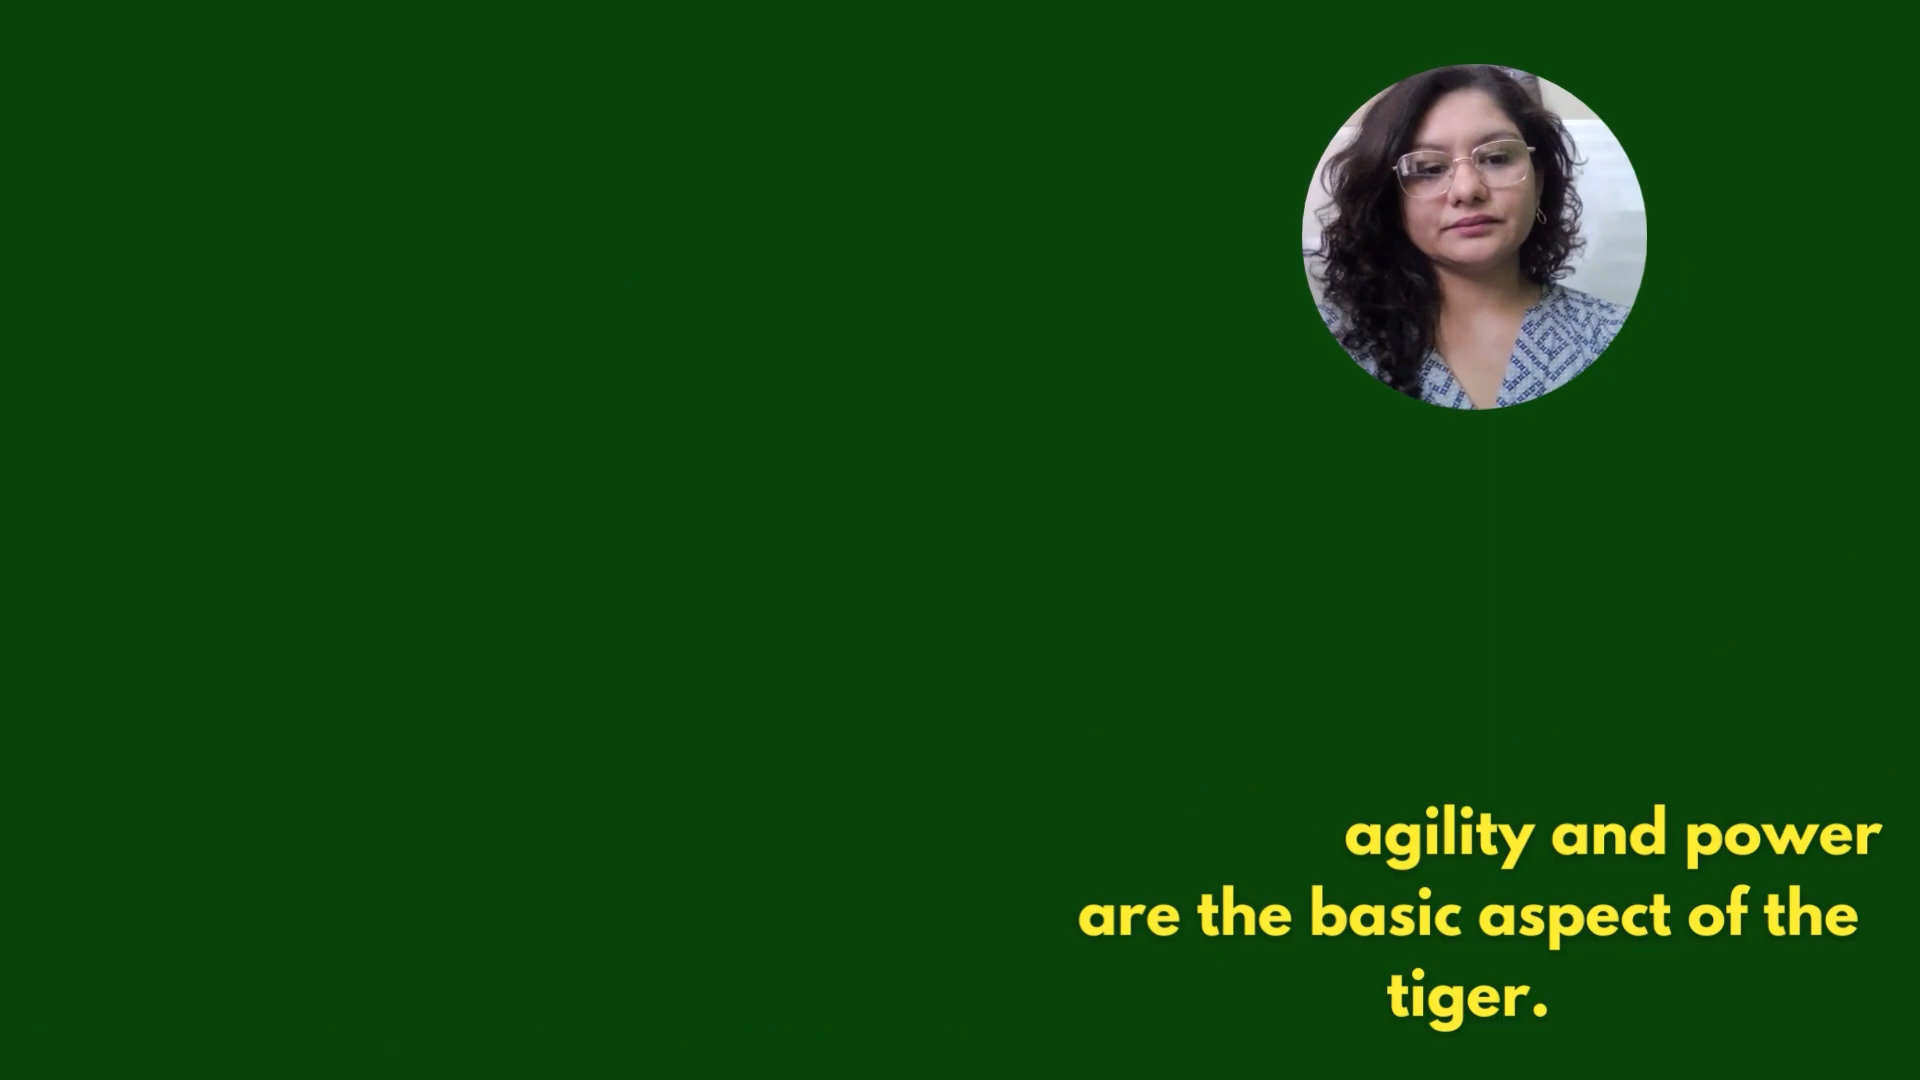 agility and power
are the basic aspect of the
tiger.